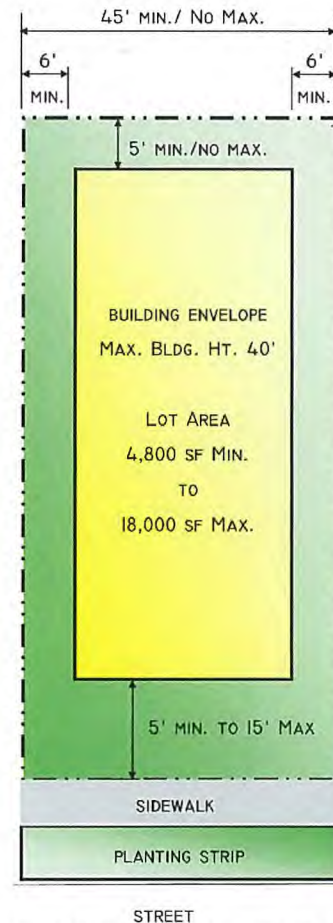 45' MIN./ NO MAX.
6' 6'
MIN. MIN.
5' MIN./NO MAX.
BUILDING ENVELOPE
MAX. BLDG. HT. 40'
LOT AREA
4,800 SF MIN.
TO
18,000 SF MAX.
5' MIN. TO 15' MAX
SIDEWALK
PLANTING STRIP
STREET